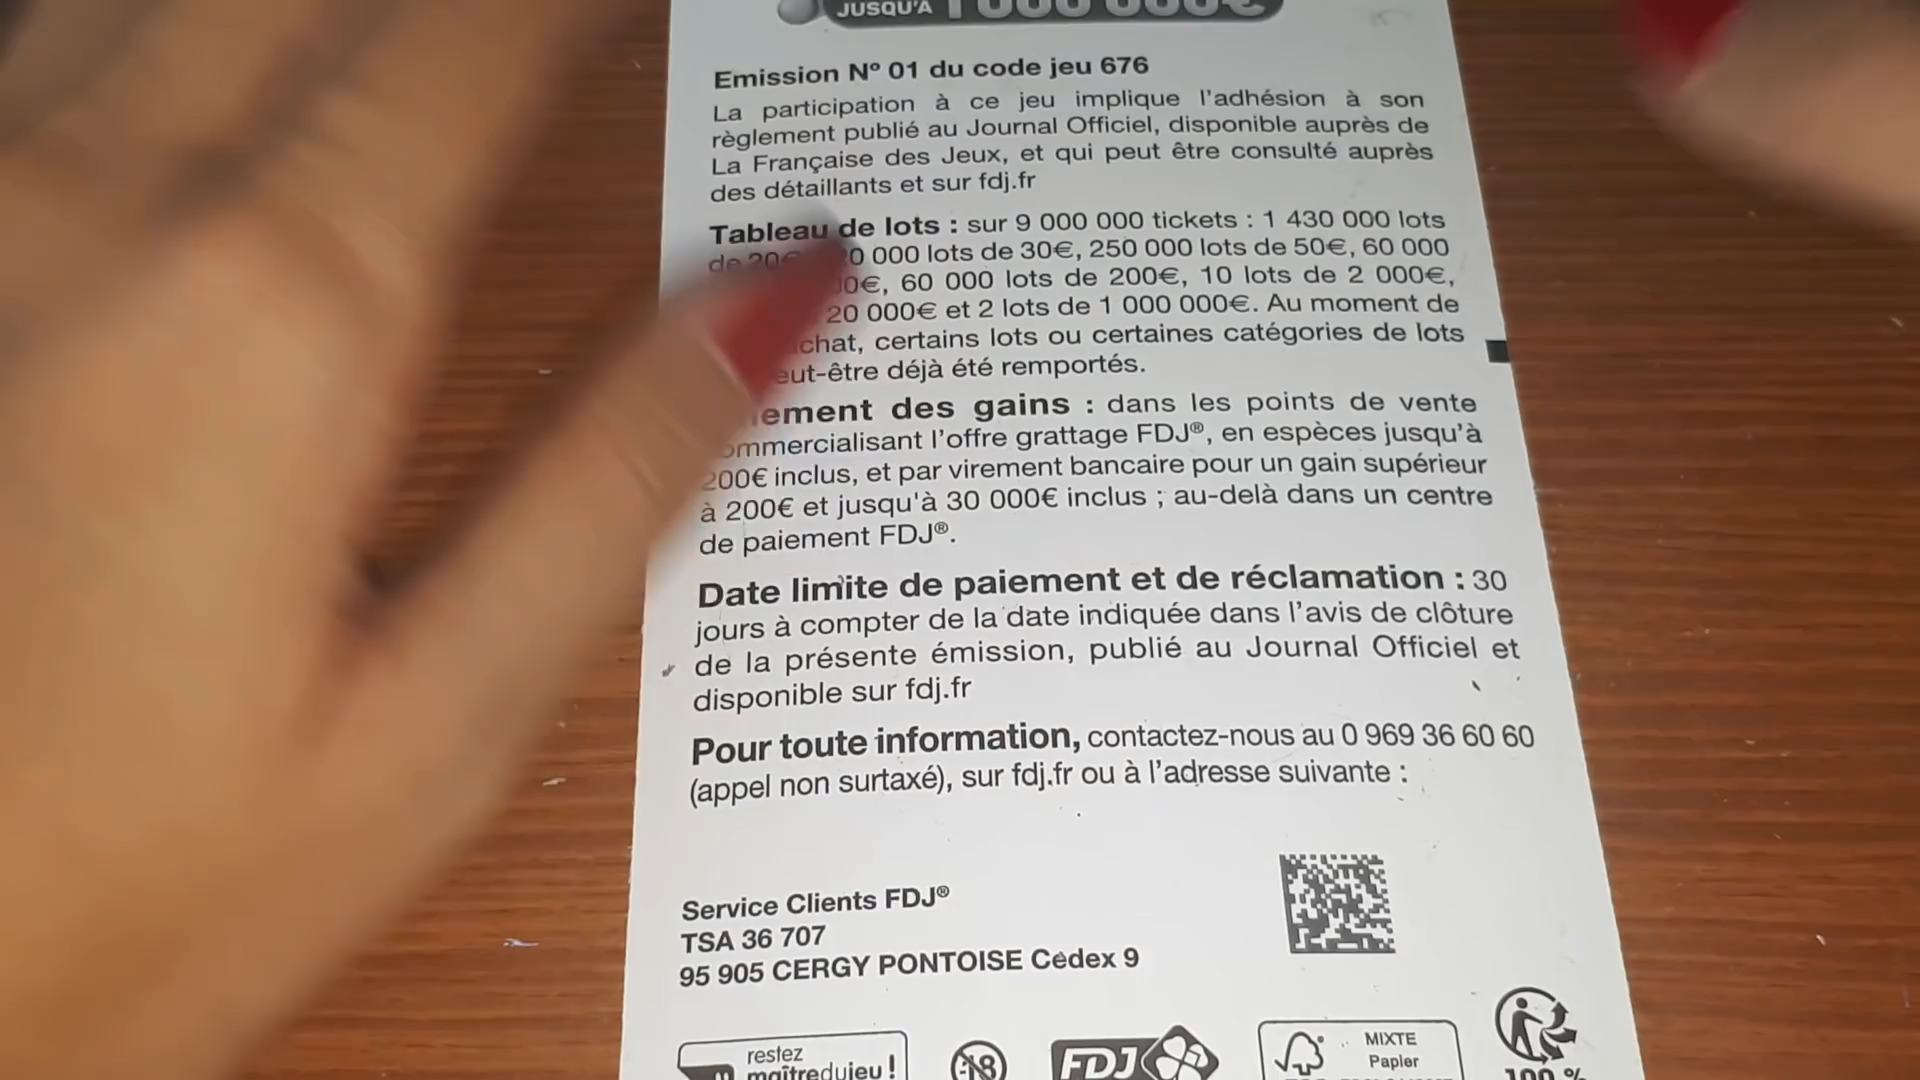 JUSQU'A 1 000 000€
Emission N° 01 du code jeu 676
La participation à ce jeu implique l'adhésion à son
règlement publié au Journal Officiel, disponible auprès de
La Française des Jeux, et qui peut être consulté auprès
des détaillants et sur fdj.fr
Tableau de lots : sur 9 000 000 tickets : 1 430 000 lots
de 20€ 000 lots de 30€, 250 000 lots de 50€, 60 000
60 000 lots de 200€, 10 lots de 2 000€,
20 000€ et 2 lots de 1 000 000€. Au moment de
certains lots ou certaines catégories de lots
déjà été remportés.
des gains : dans les points de vente
l'offre grattage FDJ®, en espèces jusqu'à
200€ inclus, et par virement bancaire pour un gain supérieur
à 200€ et jusqu'à 30 000€ inclus ; au-delà dans un centre
de paiement FDJ®.
Date limite de paiement et de réclamation : 30
jours à compter de la date indiquée dans l'avis de clôture
de la présente émission, publié au Journal Officiel et
disponible sur fdj.fr
Pour toute information, contactez-nous au 0 969 36 60 60
(appel non surtaxé), sur fdj.fr ou à l'adresse suivante :
Service Clients FDJ®
TSA 36 707
95 905 CERGY PONTOISE Cedex 9
restez
maîtredujeu !
-18
FDJ
MIXTE
Papier
100 %